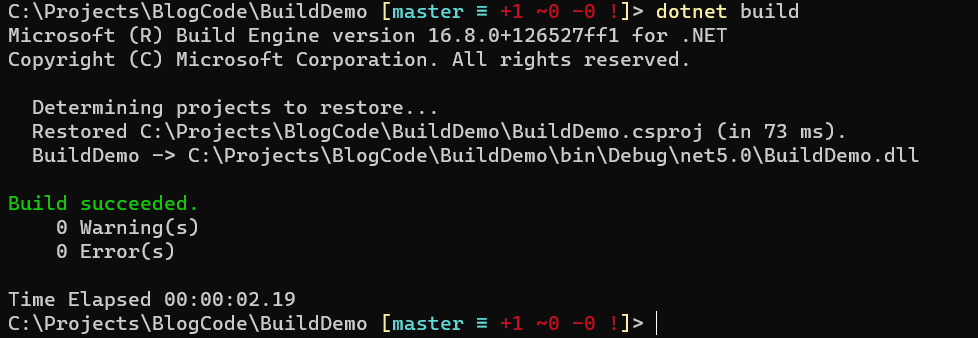 C:\Projects\BlogCode\BuildDemo [master ≡ +1 ~0 -0 !]> dotnet build
Microsoft (R) Build Engine version 16.8.0+126527ff1 for .NET
Copyright (C) Microsoft Corporation. All rights reserved.
Determining projects to restore...
Restored C:\Projects\BlogCode\BuildDemo\BuildDemo.csproj (in 73 ms).
BuildDemo -> C:\Projects\BlogCode\BuildDemo\bin\Debug\net5.0\BuildDemo.dll
Build succeeded.
0 Warning(s)
0 Error(s)
Time Elapsed 00:00:02.19
C:\Projects\BlogCode\BuildDemo [master ≡ +1 ~0 -0 !]>